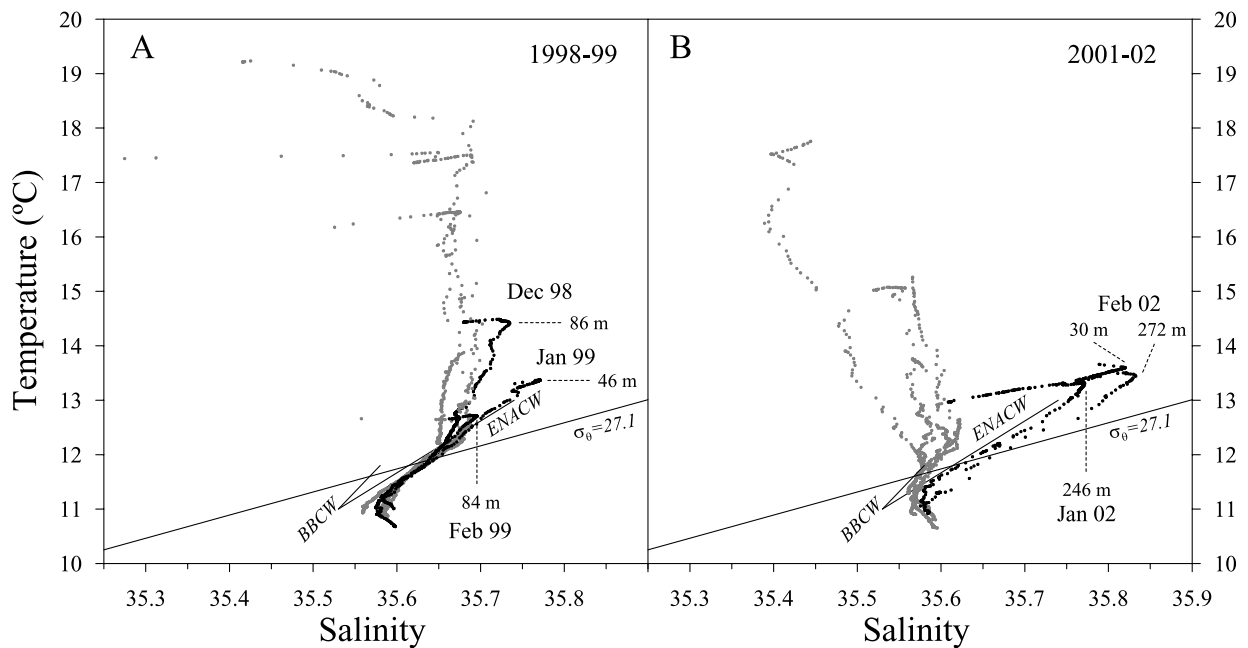 A
1998-99
B
2001-02
20
19
18
17
16
15
14
13
12
11
10
Temperature (ºC)
Dec 98
86 m
Jan 99
46 m
ENACW
σθ=27.1
BBCW
84 m
Feb 99
35.3
35.4
35.5
35.6
35.7
35.8
Salinity
Feb 02
30 m
272 m
ENACW
σθ=27.1
BBCW
246 m
Jan 02
35.3
35.4
35.5
35.6
35.7
35.8
35.9
Salinity
20
19
18
17
16
15
14
13
12
11
10